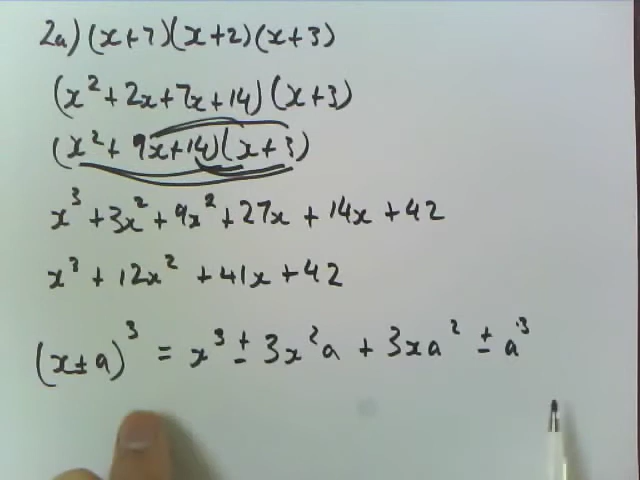 2a) (x+7)(x+2)(x+3)
(x² + 2x + 7x + 14) (x+3)
(x² + 9x + 14) (x + 3)
x³ + 3x² + 9x² + 27x + 14x + 42
x³ + 12x² + 41x + 42
(x ± a)³ = x³ ± 3x²a + 3xa² ± a³